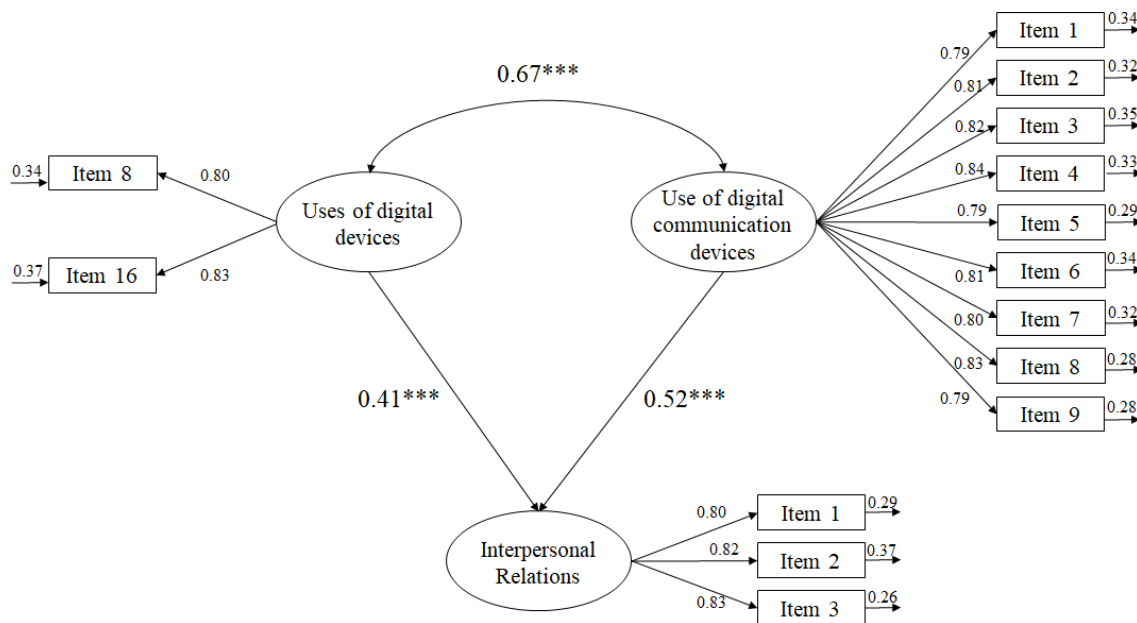 0.67***
0.34
Item 8
0.80
0.37
Item 16
0.83
Uses of digital
devices
Use of digital
communication
devices
0.79
Item 1
0.34
0.81
Item 2
0.32
0.82
Item 3
0.35
0.84
Item 4
0.33
0.79
Item 5
0.29
0.81
Item 6
0.34
0.80
Item 7
0.32
0.83
Item 8
0.28
0.79
Item 9
0.28
0.41***
0.52***
Interpersonal
Relations
0.80
Item 1
0.29
0.82
Item 2
0.37
0.83
Item 3
0.26